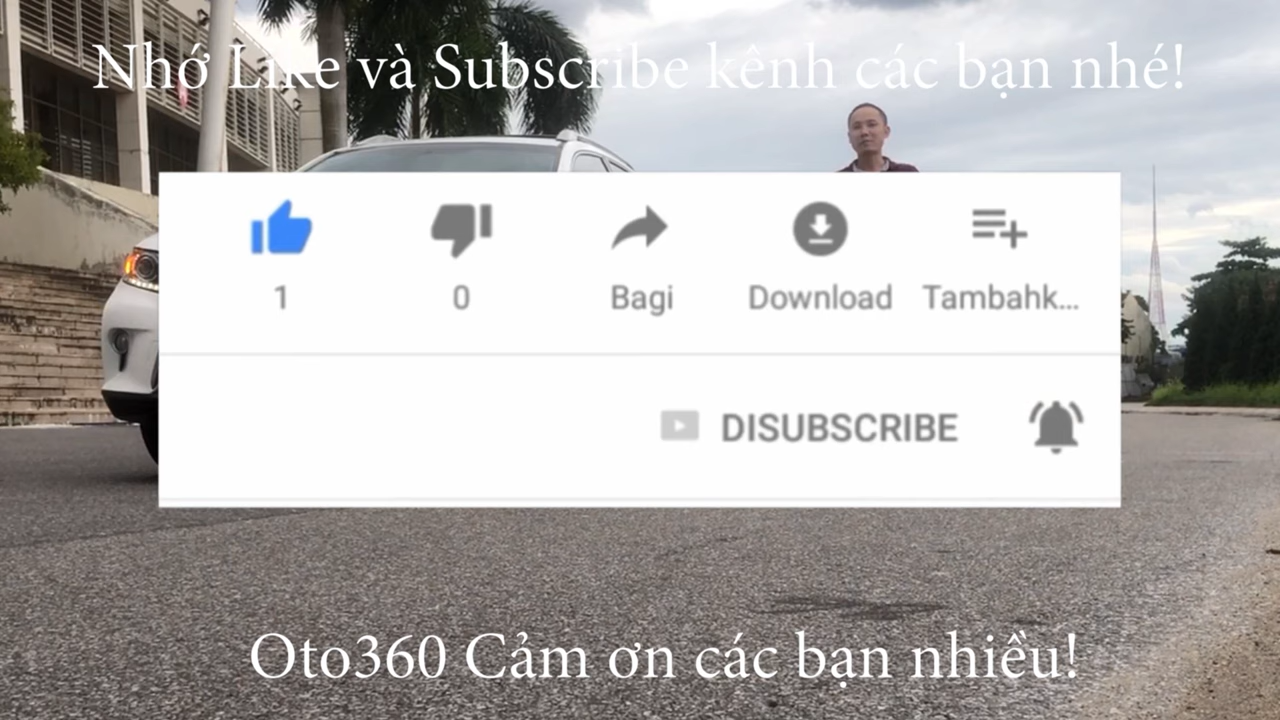 Nhớ Like và Subscribe kênh các bạn nhé!
1 0 Bagi Download Tambahk...
DISUBSCRIBE
Oto360 Cảm ơn các bạn nhiều!